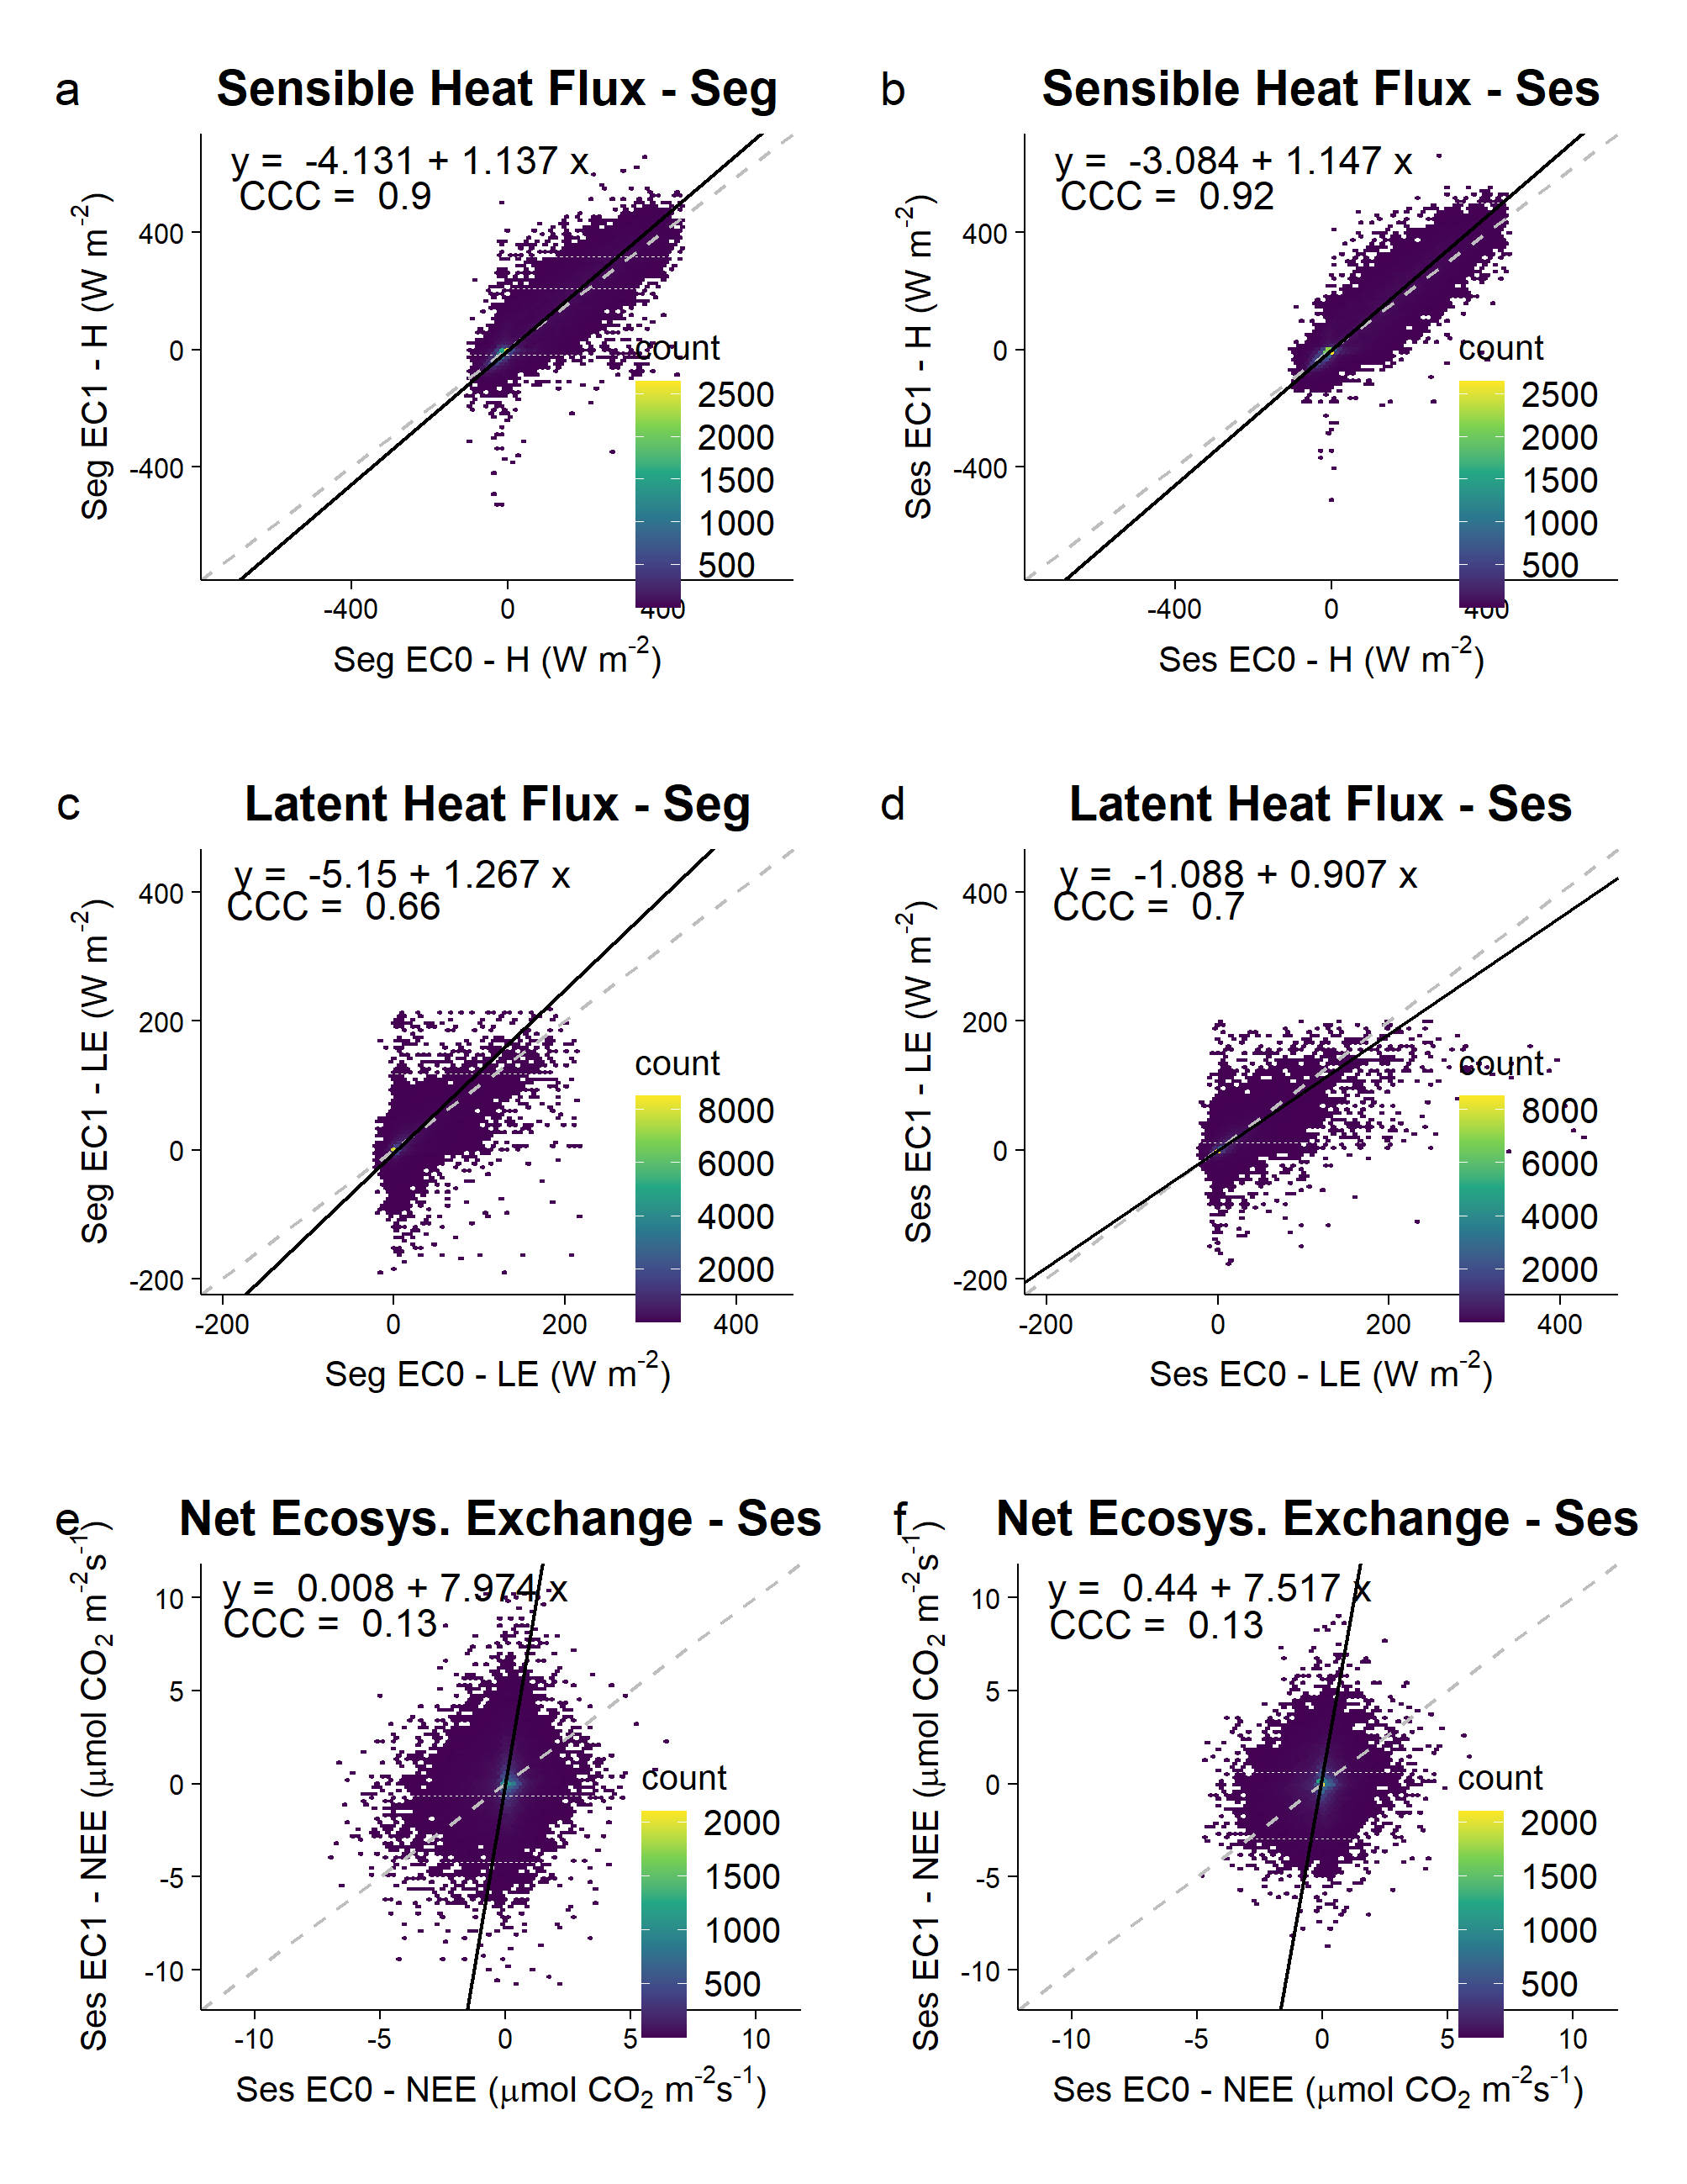 a
Sensible Heat Flux - Seg
y =  -4.131 + 1.137 x
CCC =  0.9
Seg EC1 - H (W m-2)
400
0
-400
count
2500
2000
1500
1000
500
-400
0
400
Seg EC0 - H (W m-2)
b
Sensible Heat Flux - Ses
y =  -3.084 + 1.147 x
CCC =  0.92
Ses EC1 - H (W m-2)
400
0
-400
count
2500
2000
1500
1000
500
-400
0
400
Ses EC0 - H (W m-2)
c
Latent Heat Flux - Seg
y =  -5.15 + 1.267 x
CCC =  0.66
Seg EC1 - LE (W m-2)
400
200
0
-200
count
8000
6000
4000
2000
-200
0
200
400
Seg EC0 - LE (W m-2)
d
Latent Heat Flux - Ses
y =  -1.088 + 0.907 x
CCC =  0.7
Ses EC1 - LE (W m-2)
400
200
0
-200
count
8000
6000
4000
2000
-200
0
200
400
Ses EC0 - LE (W m-2)
e
Net Ecosys. Exchange - Ses
y =  0.008 + 7.974 x
CCC =  0.13
Ses EC1 - NEE (μmol CO2 m-2s-1)
10
5
0
-5
-10
count
2000
1500
1000
500
-10
-5
0
5
10
Ses EC0 - NEE (μmol CO2 m-2s-1)
f
Net Ecosys. Exchange - Ses
y =  0.44 + 7.517 x
CCC =  0.13
Ses EC1 - NEE (μmol CO2 m-2s-1)
10
5
0
-5
-10
count
2000
1500
1000
500
-10
-5
0
5
10
Ses EC0 - NEE (μmol CO2 m-2s-1)